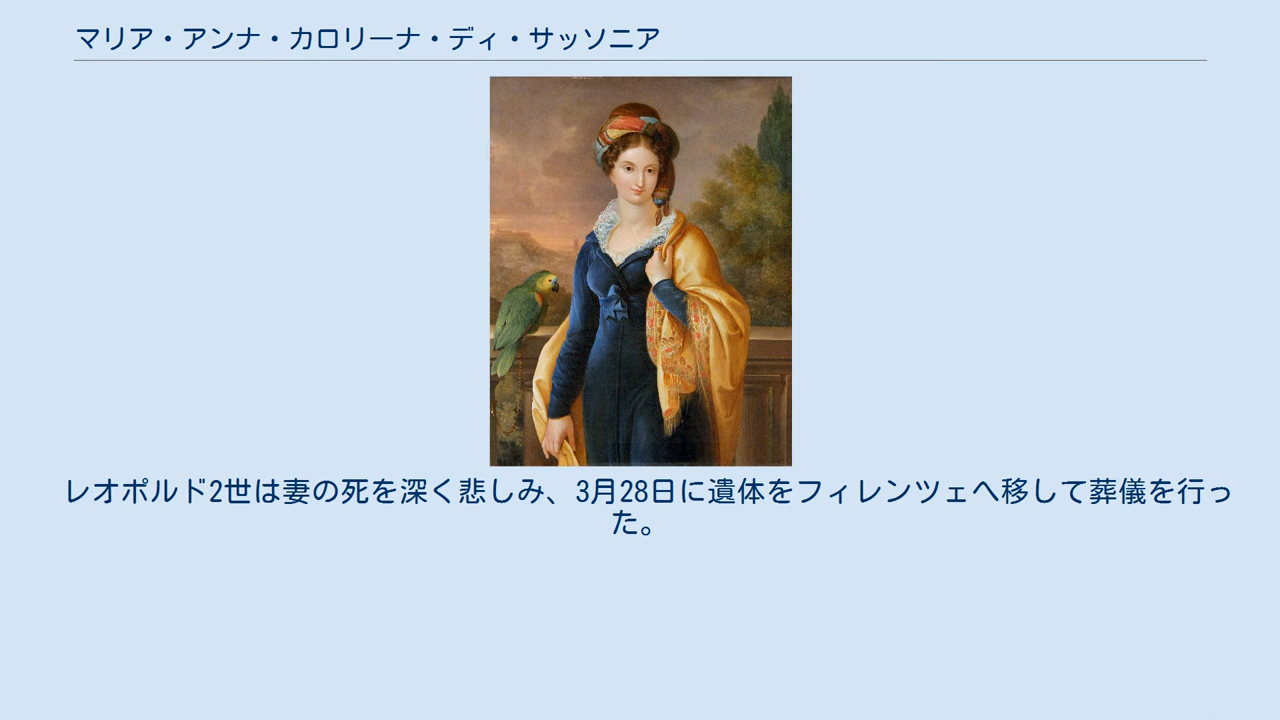 マリア・アンナ・カロリーナ・ディ・サッソニア
レオポルド2世は妻の死を深く悲しみ、3月28日に遺体をフィレンツェへ移して葬儀を行っ
た。